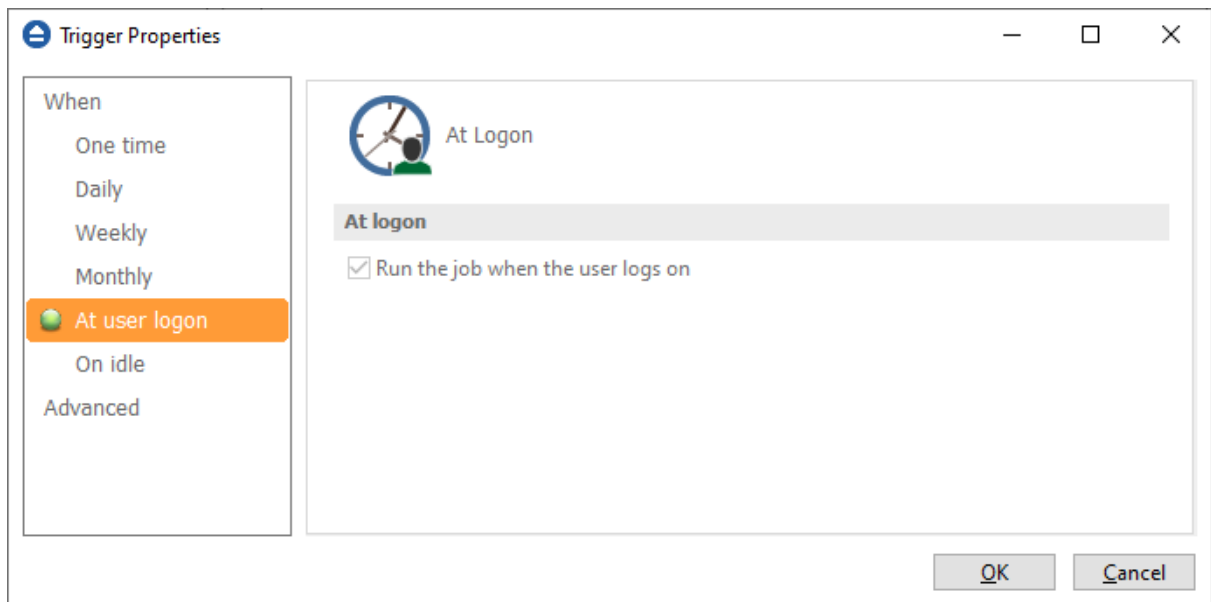 Trigger Properties
When
One time
Daily
Weekly
Monthly
At user logon
On idle
Advanced
At Logon
At logon
Run the job when the user logs on
OK
Cancel